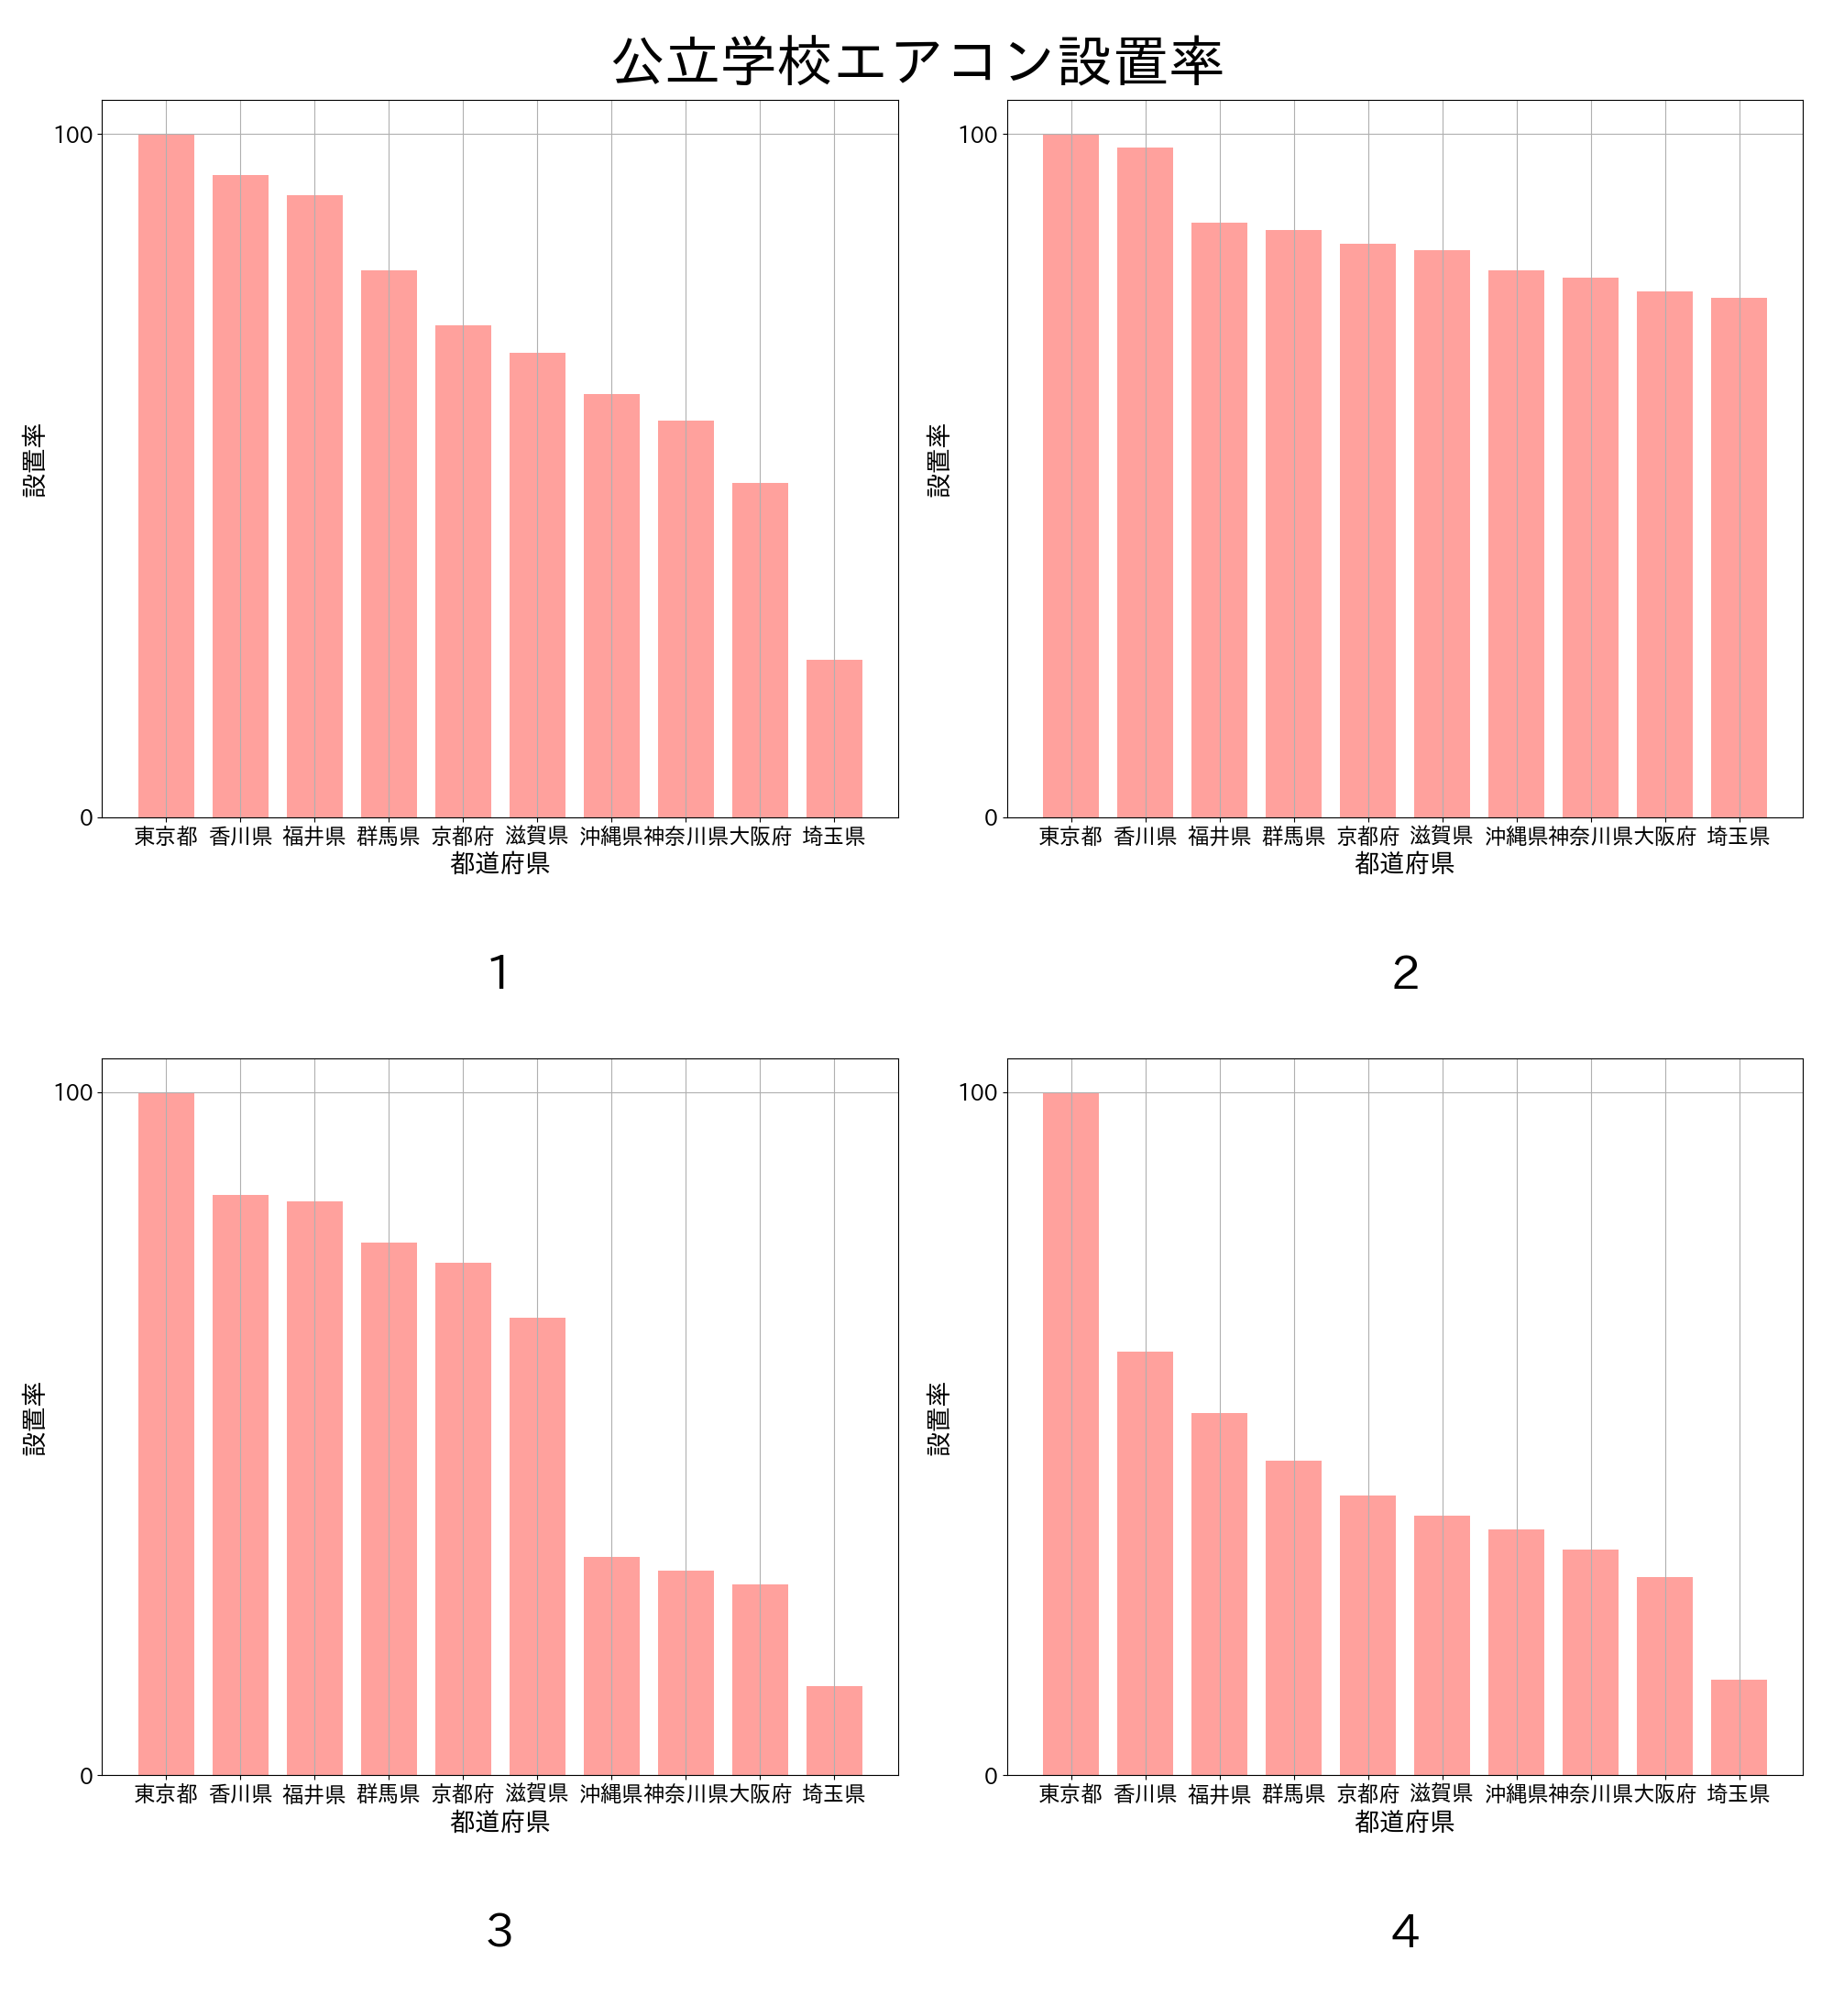 公立学校エアコン設置率
100
0
設置率
東京都 香川県 福井県 群馬県 京都府 滋賀県 沖縄県 神奈川県 大阪府 埼玉県
都道府県
1
100
0
設置率
東京都 香川県 福井県 群馬県 京都府 滋賀県 沖縄県 神奈川県 大阪府 埼玉県
都道府県
2
100
0
設置率
東京都 香川県 福井県 群馬県 京都府 滋賀県 沖縄県 神奈川県 大阪府 埼玉県
都道府県
3
100
0
設置率
東京都 香川県 福井県 群馬県 京都府 滋賀県 沖縄県 神奈川県 大阪府 埼玉県
都道府県
4